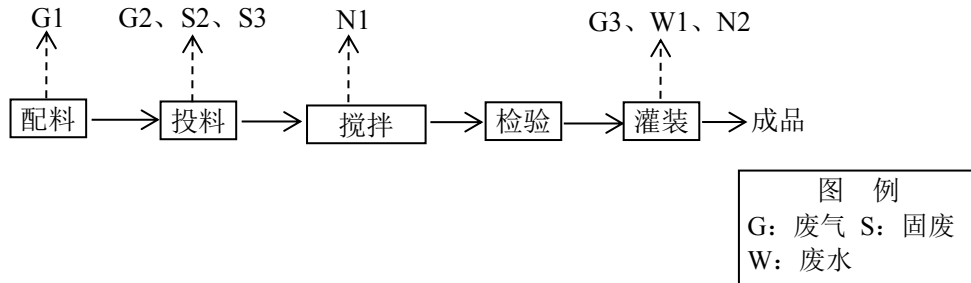 G1 G2、S2、S3 N1 G3、W1、N2
配料 投料 搅拌 检验 灌装 成品
图 例
G：废气 S：固废
W：废水